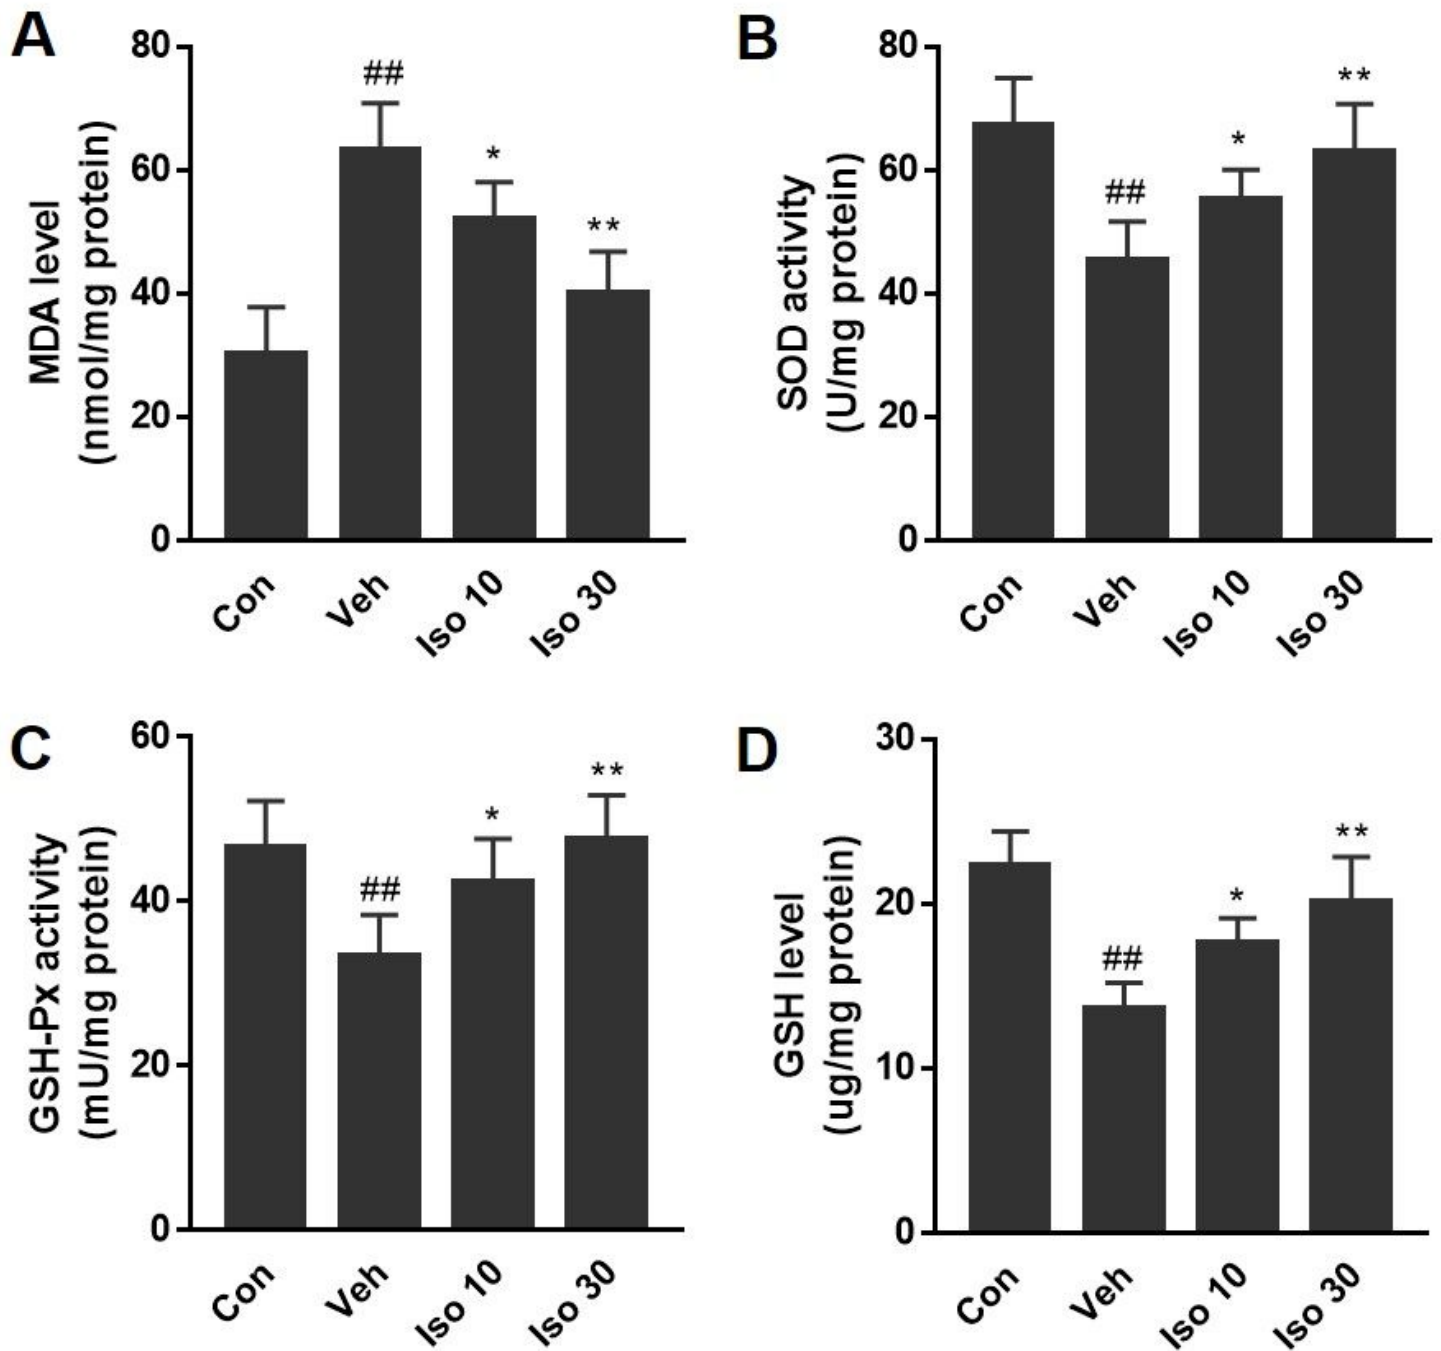 A
MDA level
(nmol/mg protein)
80
60
40
20
0
##
*
**
Con
Veh
Iso 10
Iso 30
B
SOD activity
(U/mg protein)
80
60
40
20
0
##
*
**
Con
Veh
Iso 10
Iso 30
C
GSH-Px activity
(mU/mg protein)
60
40
20
0
##
*
**
Con
Veh
Iso 10
Iso 30
D
GSH level
(ug/mg protein)
30
20
10
0
##
*
**
Con
Veh
Iso 10
Iso 30